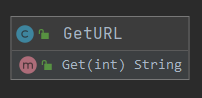 C GetURL
m Get(int) String